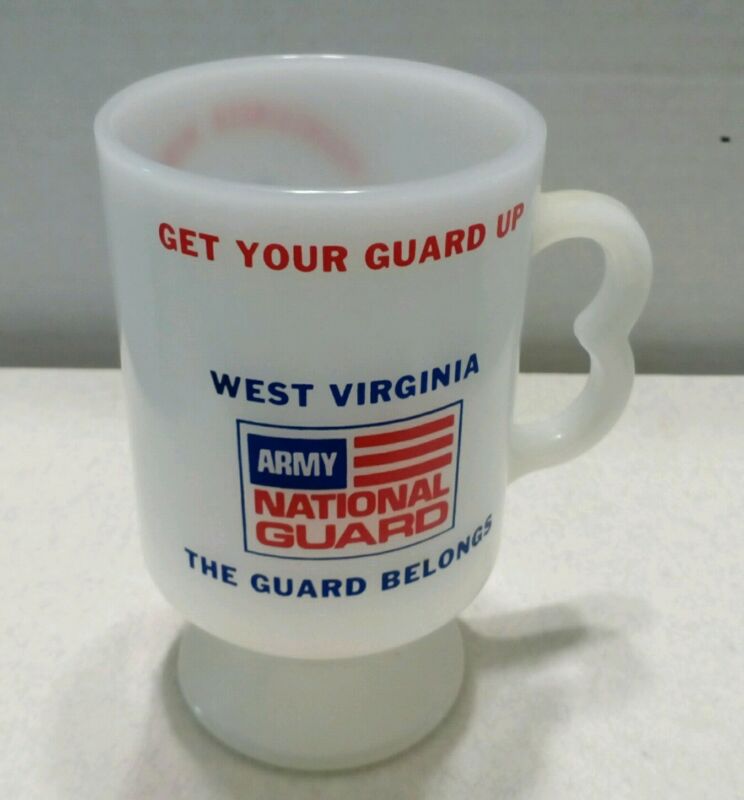 GET YOUR GUARD UP
WEST VIRGINIA
ARMY
NATIONAL
GUARD
THE GUARD BELONGS